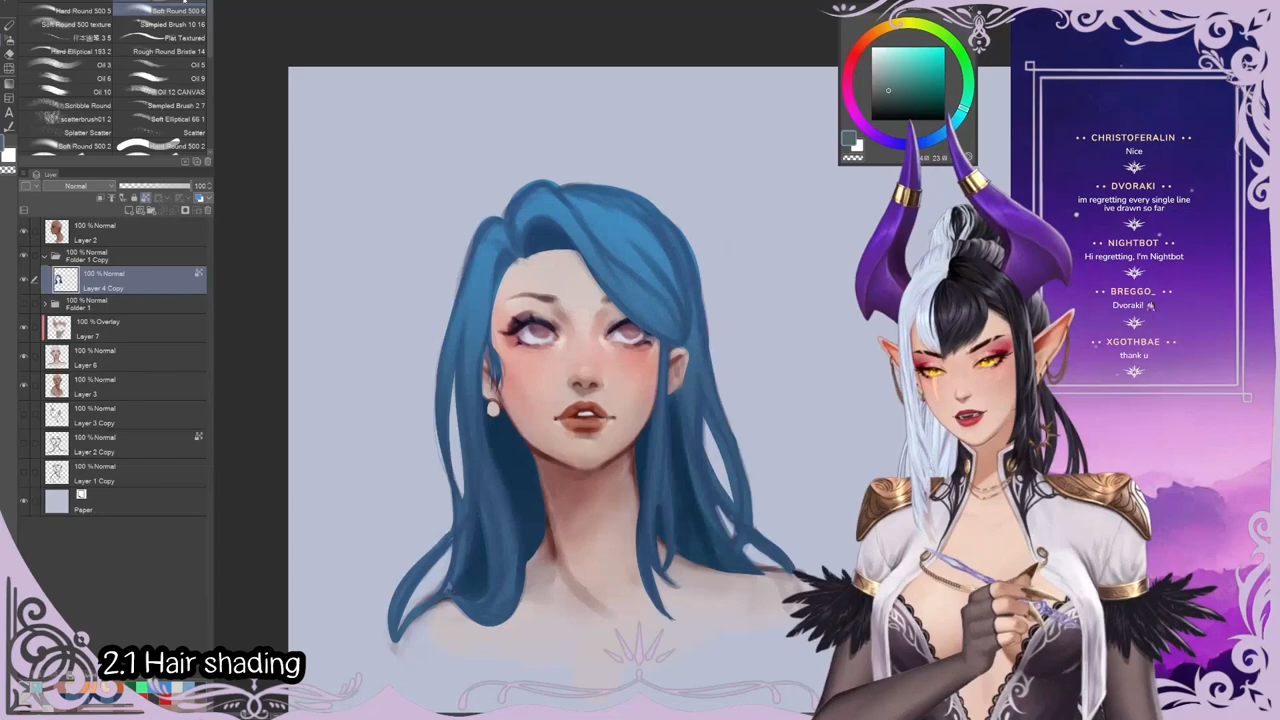 Hard Round 500 5
Soft Round 500 6
Soft Round 500 texture
Sampled Brush 10 16
Flat Textured
Hard Elliptical 193 2
Rough Round Bristle 14
Oil 3
Oil 5
Oil 6
Oil 9
Oil 10
Oil 12 CANVAS
Scribble Round
Sampled Brush 2 7
scatterbrush01 2
Soft Elliptical 66 1
Splatter Scatter
Scatter
Soft Round 500 2
Hard Round 500 2
Layer
Normal
100
100 % Normal
Layer 2
100 % Normal
Folder 1 Copy
100 % Normal
Layer 4 Copy
100 % Normal
Folder 1
100 % Overlay
Layer 7
100 % Normal
Layer 6
100 % Normal
Layer 3
100 % Normal
Layer 3 Copy
100 % Normal
Layer 2 Copy
100 % Normal
Layer 1 Copy
Paper
2.1 Hair shading
CHRISTOFERALIN
Nice
DVORAKI
im regretting every single line
ive drawn so far
NIGHTBOT
Hi regretting, I'm Nightbot
BREGGO_
Dvoraki!
XGOTHBAE
thank u